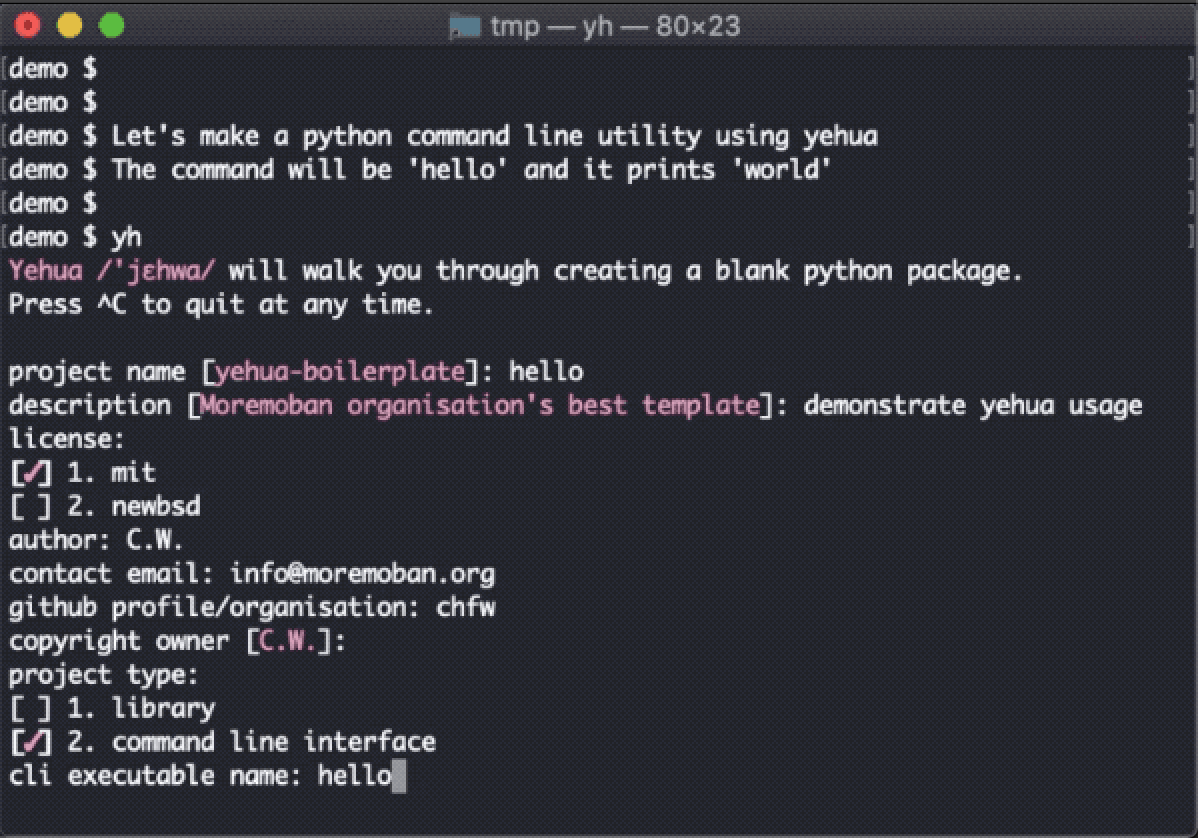 tmp — yh — 80×23
[demo $ ]
[demo $ ]
[demo $ Let's make a python command line utility using yehua ]
[demo $ The command will be 'hello' and it prints 'world' ]
[demo $ ]
[demo $ yh ]
Yehua /'jɛhwa/ will walk you through creating a blank python package.
Press ^C to quit at any time.
project name [yehua-boilerplate]: hello
description [Moremoban organisation's best template]: demonstrate yehua usage
license:
[✓] 1. mit
[ ] 2. newbsd
author: C.W.
contact email: info@moremoban.org
github profile/organisation: chfw
copyright owner [C.W.]:
project type:
[ ] 1. library
[✓] 2. command line interface
cli executable name: hello